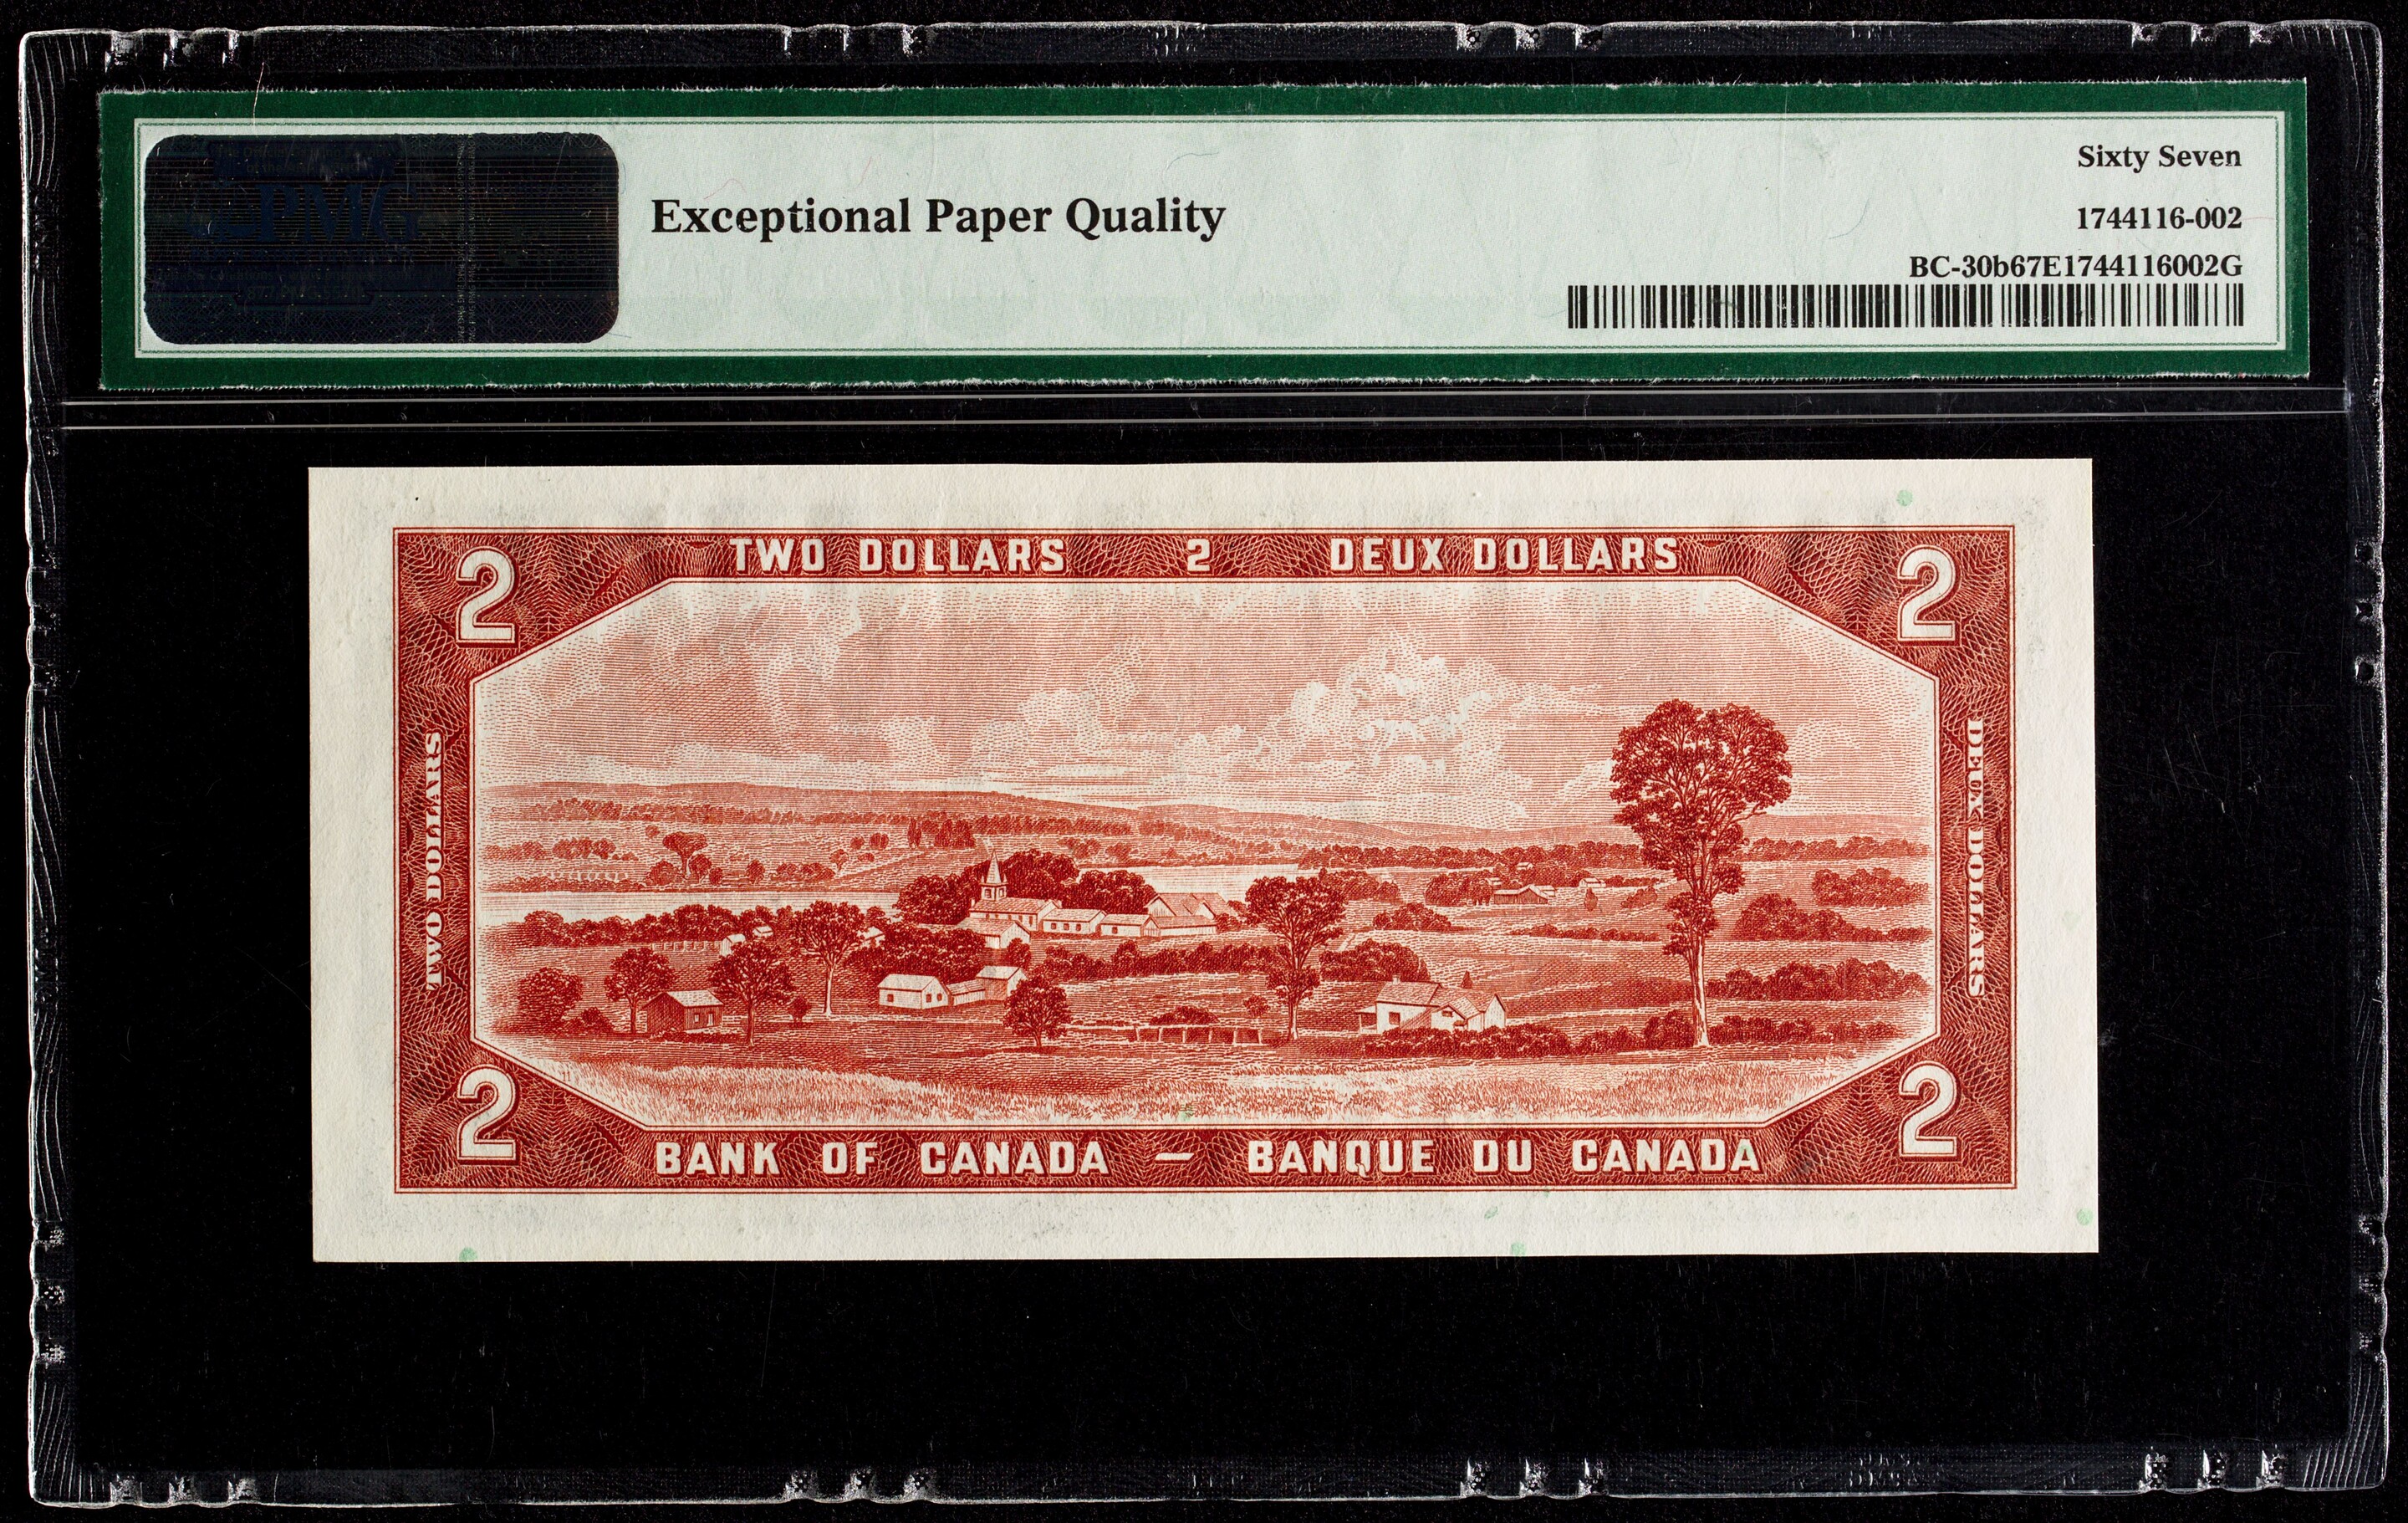 PMG
Exceptional Paper Quality
Sixty Seven
1744116-002
BC-30b67E1744116002G
TWO DOLLARS 2 DEUX DOLLARS
2 2
TWO DOLLARS
DEUX DOLLARS
2 2
BANK OF CANADA — BANQUE DU CANADA